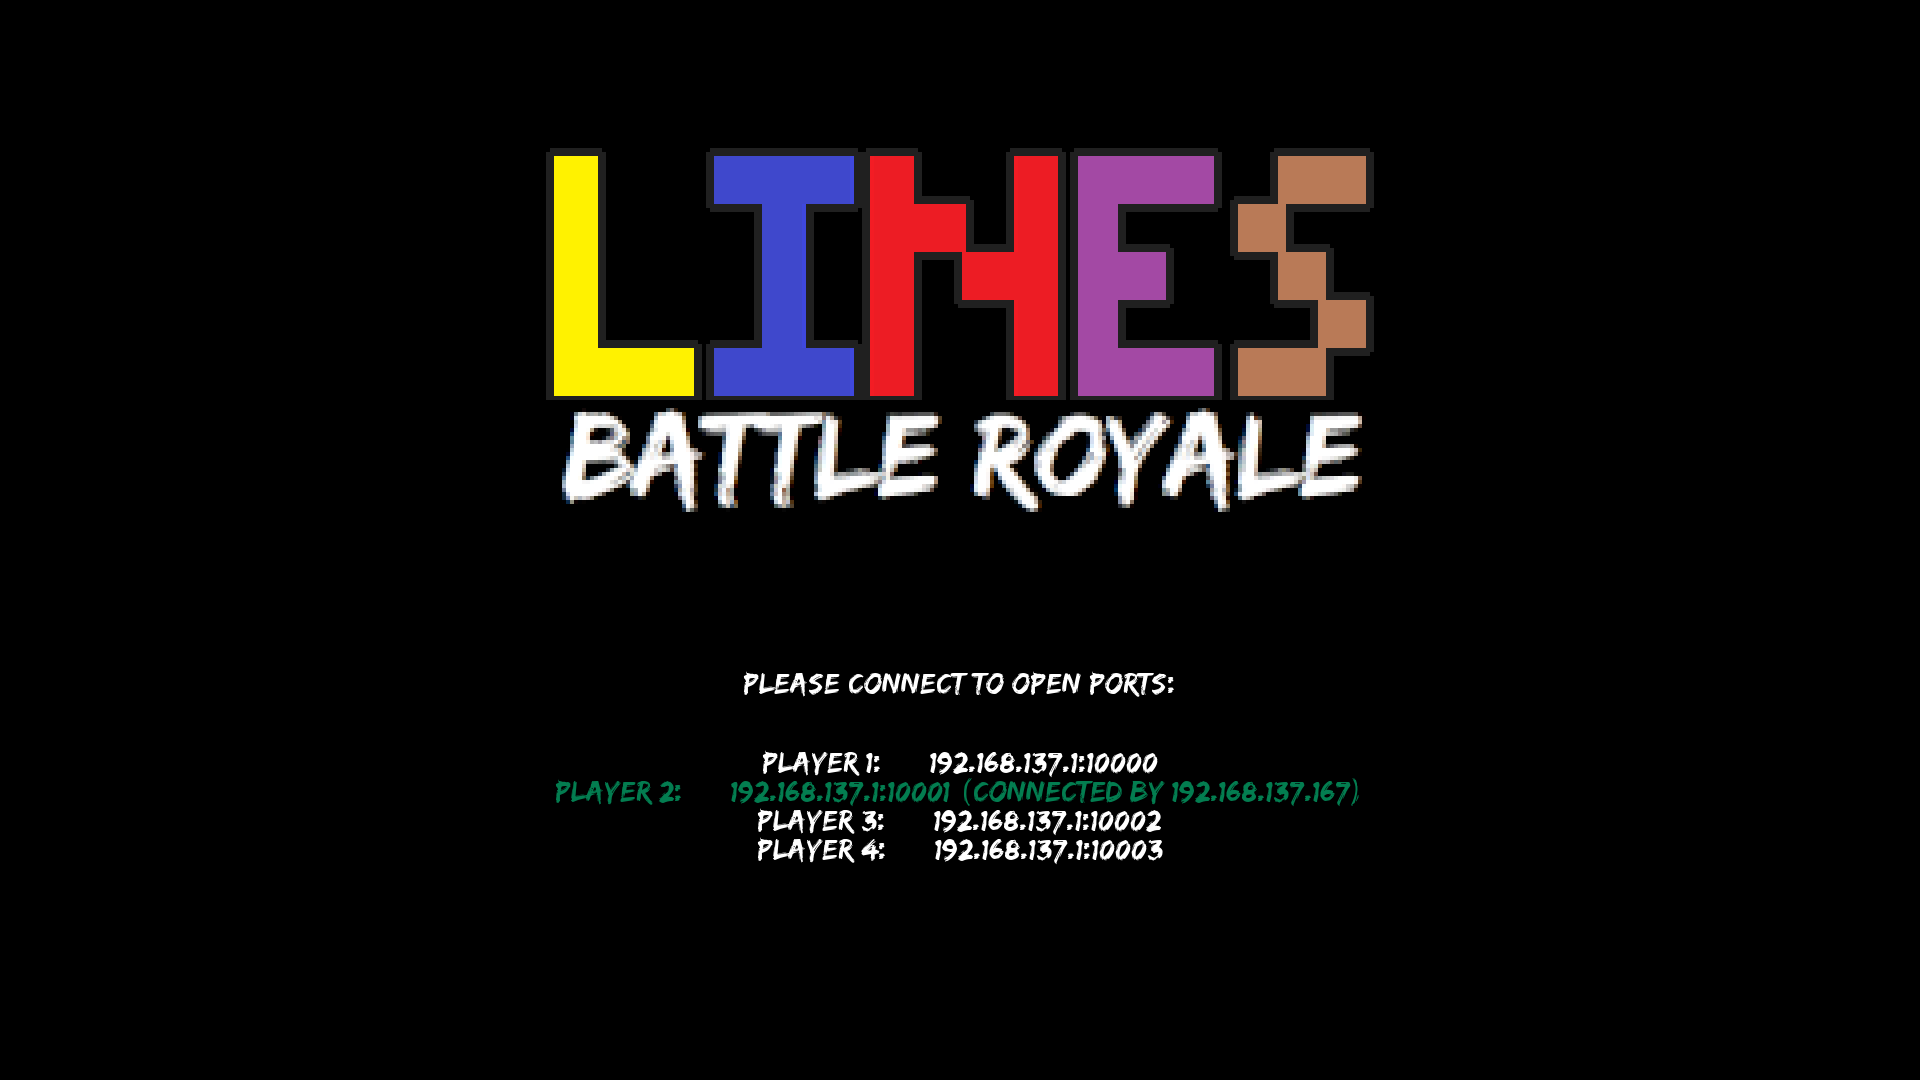 LINES
BATTLE ROYALE
PLEASE CONNECT TO OPEN PORTS:
PLAYER 1: 192.168.137.1:10000
PLAYER 2: 192.168.137.1:10001 (CONNECTED BY 192.168.137.167)
PLAYER 3: 192.168.137.1:10002
PLAYER 4: 192.168.137.1:10003